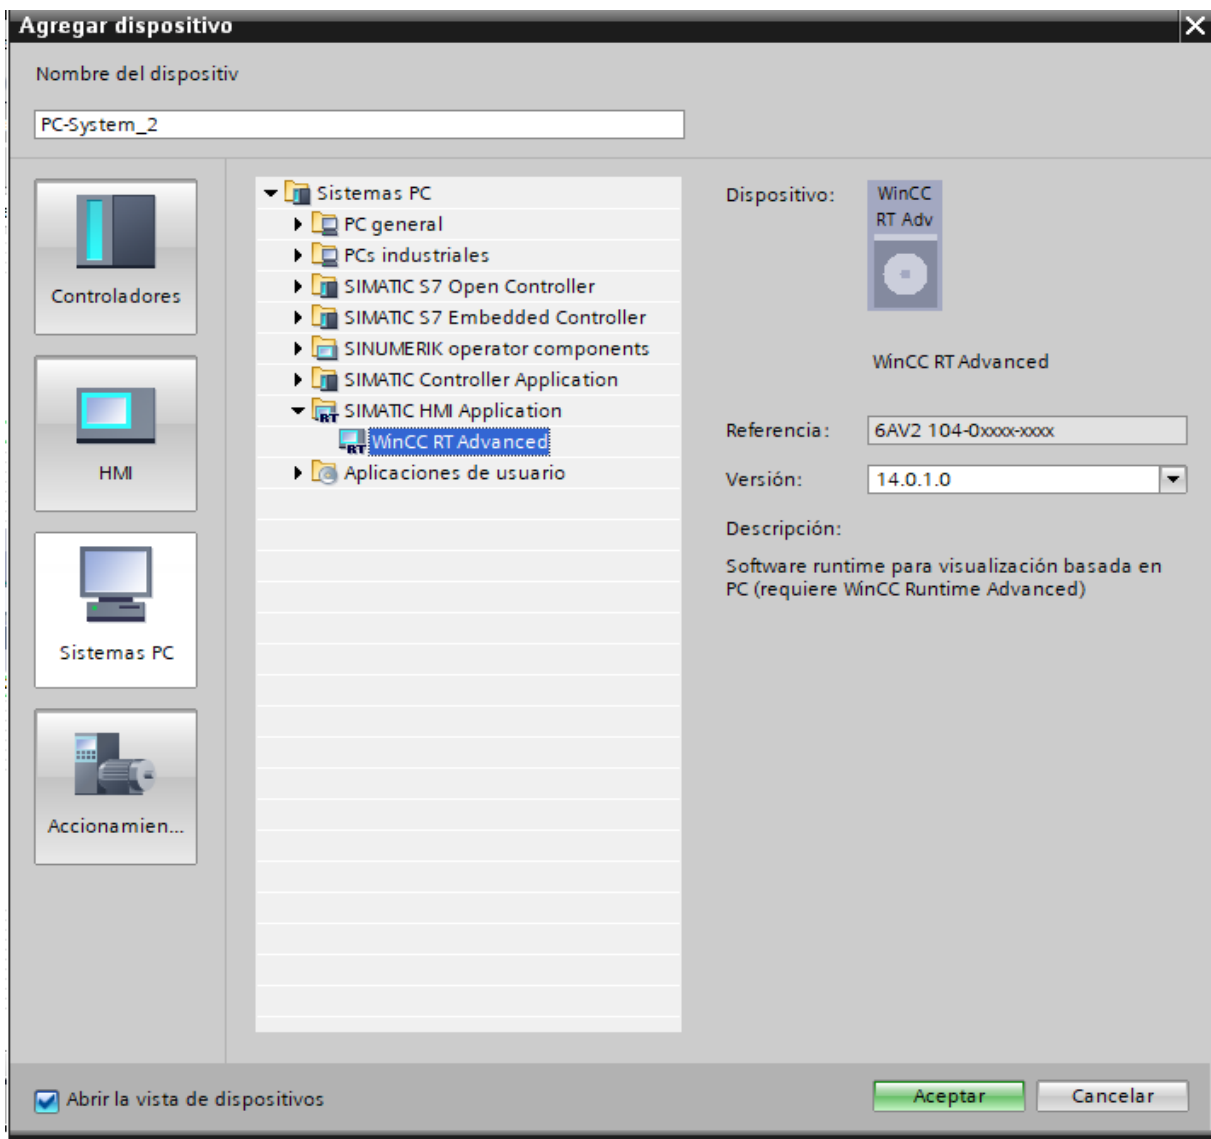 Agregar dispositivo
Nombre del dispositiv
PC-System_2
Controladores
HMI
Sistemas PC
Accionamien...
Sistemas PC
PC general
PCs industriales
SIMATIC S7 Open Controller
SIMATIC S7 Embedded Controller
SINUMERIK operator components
SIMATIC Controller Application
SIMATIC HMI Application
WinCC RT Advanced
Aplicaciones de usuario
Dispositivo:
WinCC
RT Adv
WinCC RT Advanced
Referencia: 6AV2 104-0xxxx-xxxx
Versión: 14.0.1.0
Descripción:
Software runtime para visualización basada en
PC (requiere WinCC Runtime Advanced)
Abrir la vista de dispositivos
Aceptar Cancelar